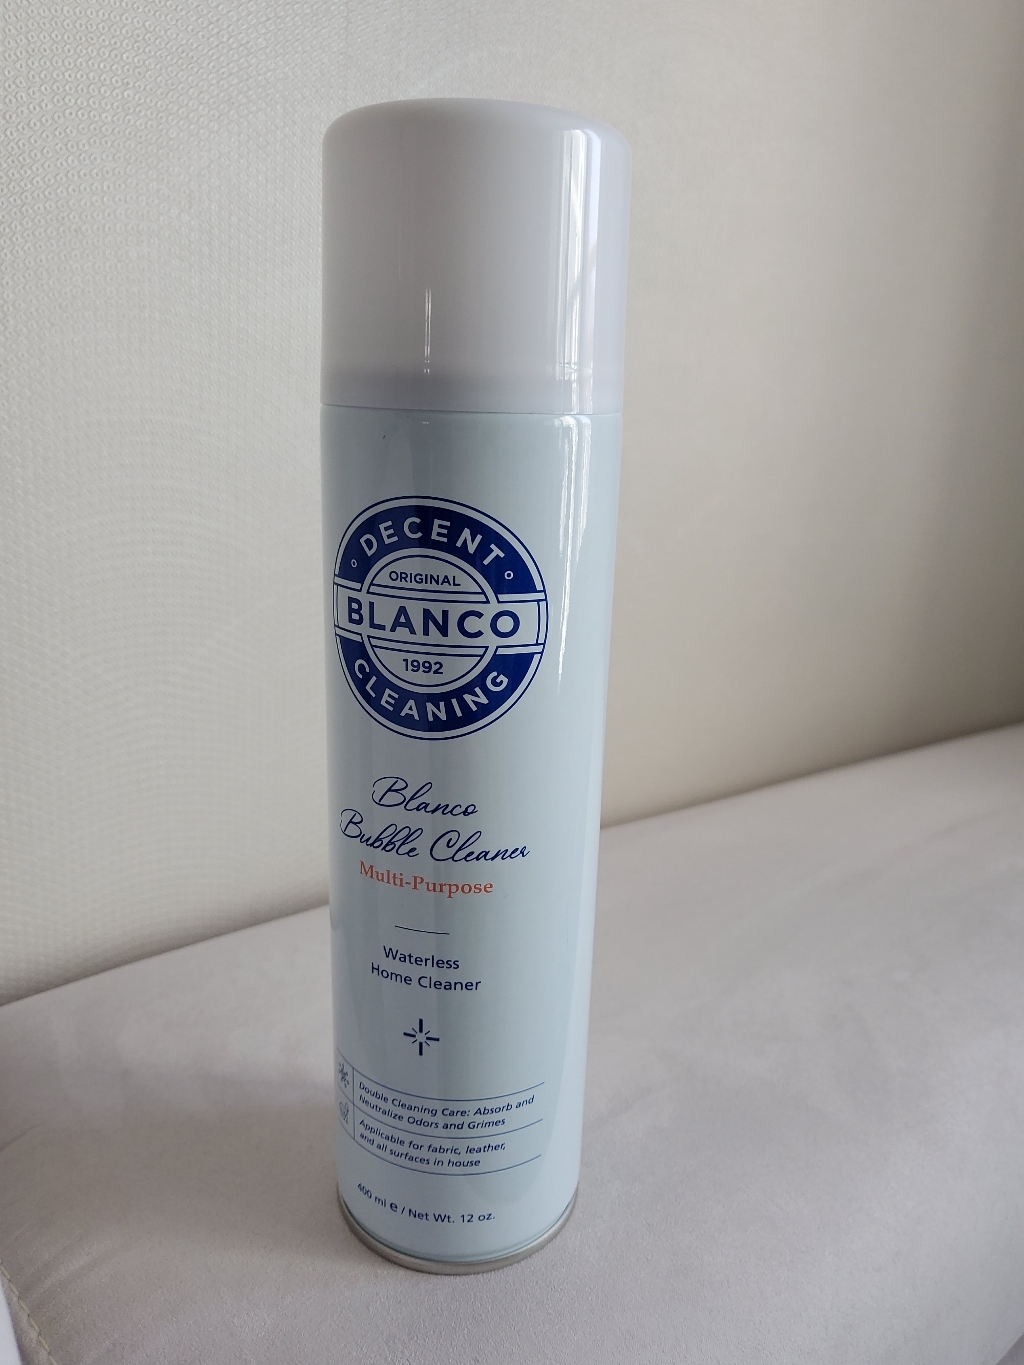 DECENT
ORIGINAL
BLANCO
1992
CLEANING
Blanco
Bubble Cleaner
Multi-Purpose
Waterless
Home Cleaner
Double Cleaning Care: Absorb and
Neutralize Odors and Grimes
Applicable for fabric, leather,
and all surfaces in house
400 ml ℮ / Net Wt. 12 oz.